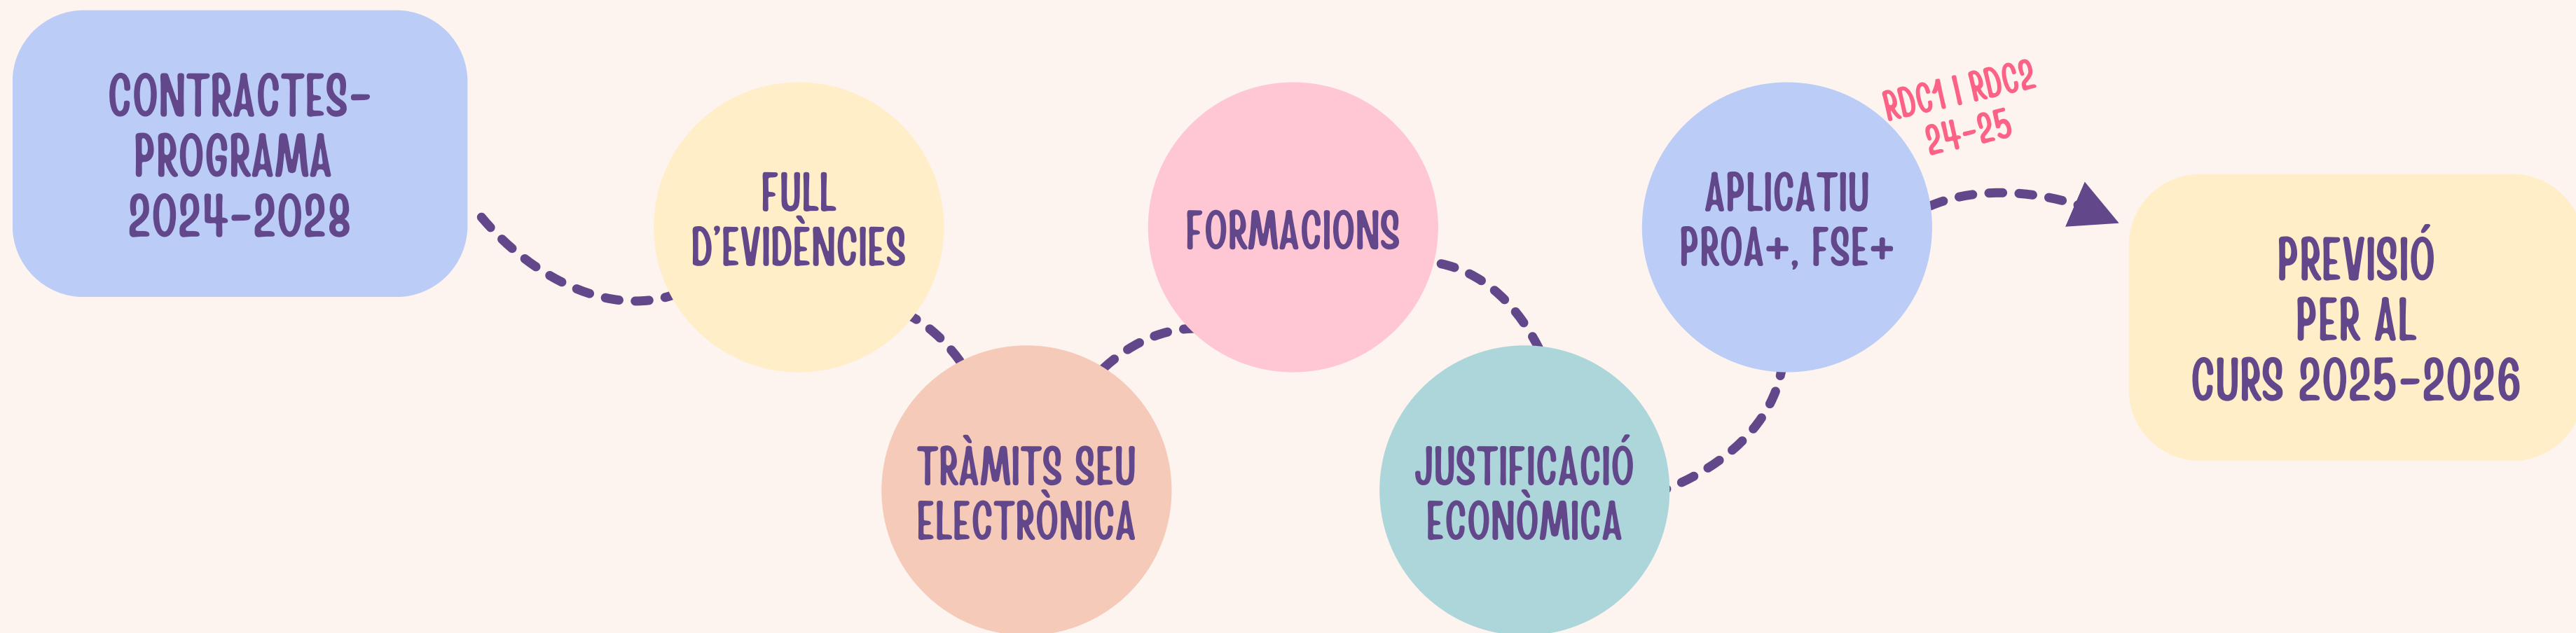 CONTRACTES-
PROGRAMA
2024-2028
FULL
D'EVIDÈNCIES
TRÀMITS SEU
ELECTRÒNICA
FORMACIONS
JUSTIFICACIÓ
ECONÒMICA
APLICATIU
PROA+, FSE+
RDC1 I RDC2
24-25
PREVISIÓ
PER AL
CURS 2025-2026